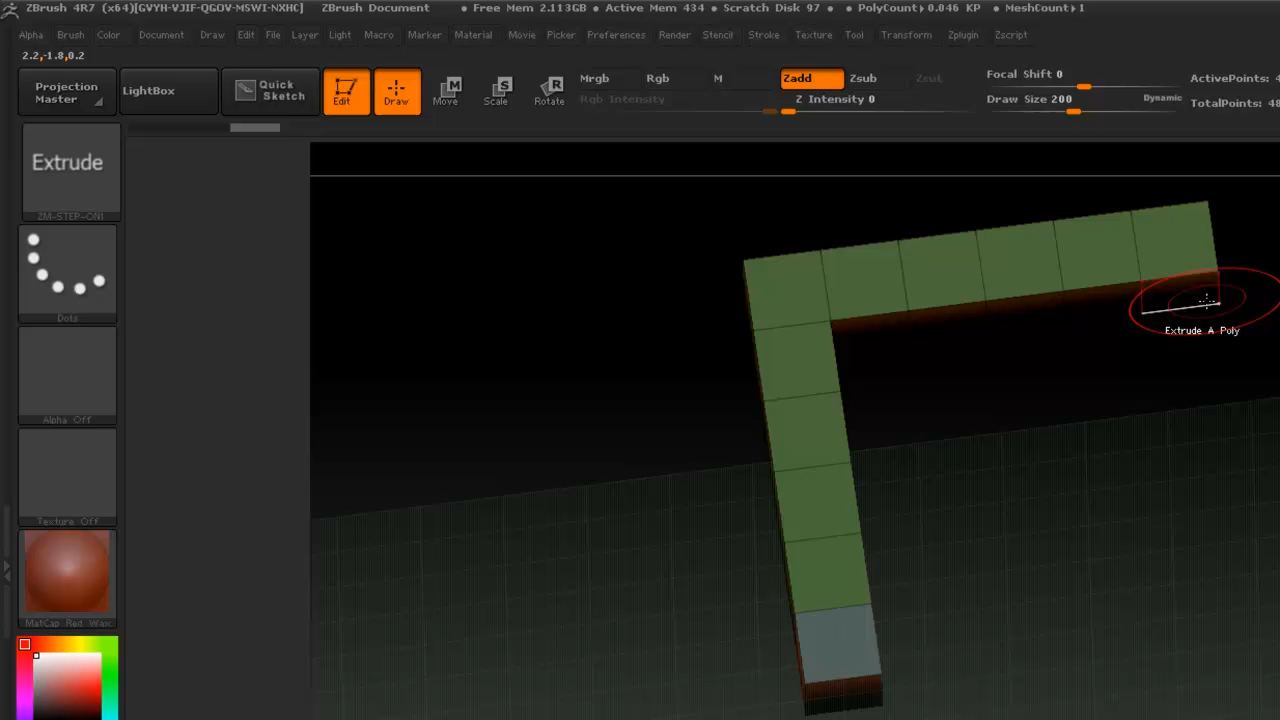 ZBrush 4R7 (x64)[GVYH-VJIF-QGOV-MSWI-NXHC] ZBrush Document • Free Mem 2.113GB • Active Mem 434 • Scratch Disk 97 • PolyCount▸0.046 KP • MeshCount▸1
Alpha Brush Color Document Draw Edit File Layer Light Macro Marker Material Movie Picker Preferences Render Stencil Stroke Texture Tool Transform Zplugin Zscript
2.2,-1.8,0.2
Projection Master
LightBox
Quick Sketch
Edit
Draw
Move
Scale
Rotate
Mrgb Rgb M Zadd Zsub Zcut
Rgb Intensity
Z Intensity 0
Focal Shift 0
Draw Size 200
Dynamic
ActivePoints:
TotalPoints:
Extrude
ZM-STEP-ON1
Dots
Alpha Off
Texture Off
MatCap Red Wax
Extrude A Poly